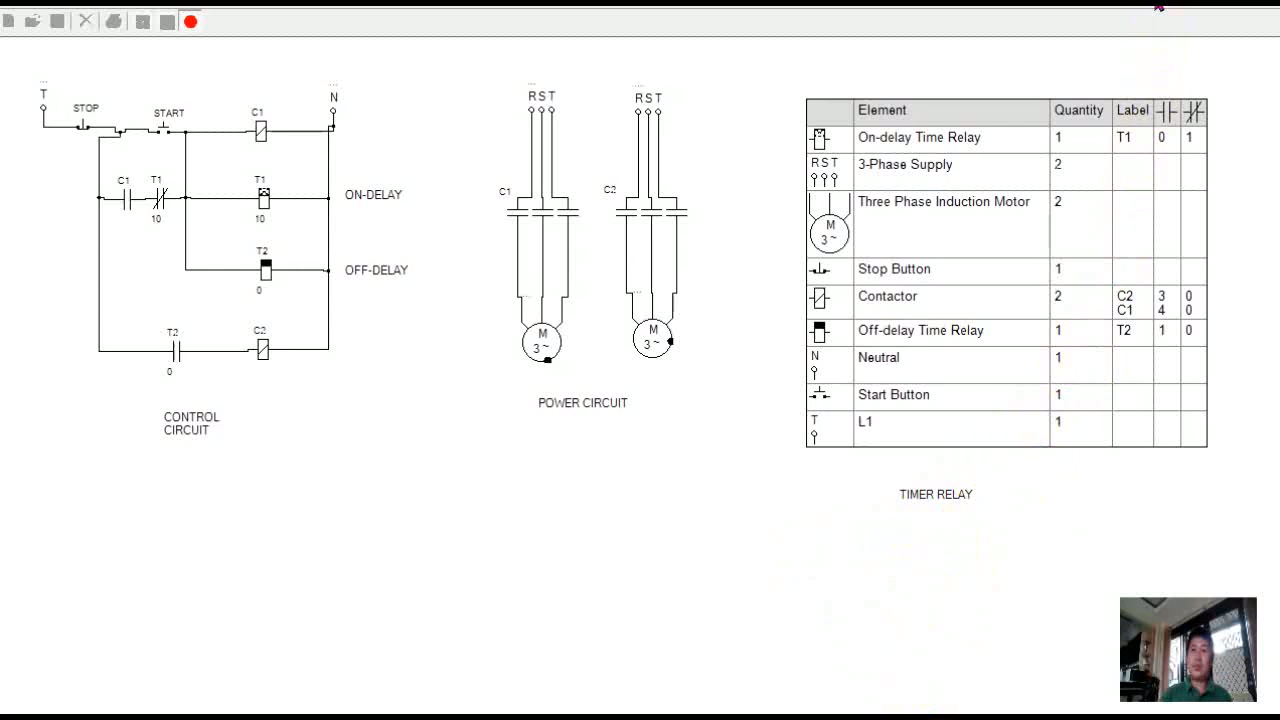 T
STOP
START
C1
N
C1
T1
10
T1
10
ON-DELAY
T2
0
OFF-DELAY
T2
0
C2
CONTROL
CIRCUIT
R S T
R S T
C1
C2
M
3 ~
M
3 ~
POWER CIRCUIT
Element Quantity Label
On-delay Time Relay 1 T1 0 1
R S T 3-Phase Supply 2
M 3 ~ Three Phase Induction Motor 2
Stop Button 1
Contactor 2 C2 3 0
C1 4 0
Off-delay Time Relay 1 T2 1 0
N Neutral 1
Start Button 1
T L1 1
TIMER RELAY